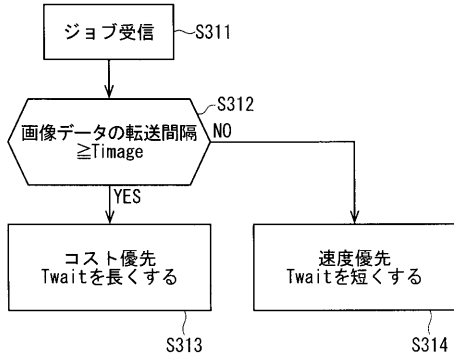 ジョブ受信
S311
S312
画像データの転送間隔
≧Timage
NO
YES
コスト優先
Twaitを長くする
速度優先
Twaitを短くする
S313
S314